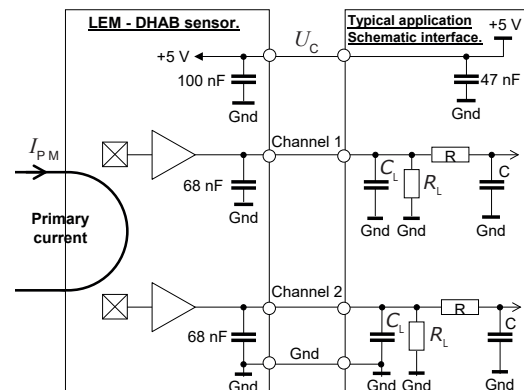 LEM - DHAB sensor.
Typical application
Schematic interface.
+5 V
U_C
+5 V
100 nF
47 nF
Gnd
Gnd
I_PM
Channel 1
68 nF
C_L
R_L
R
C
Gnd
Gnd
Gnd
Gnd
Primary
current
Channel 2
68 nF
C_L
R_L
R
C
Gnd
Gnd
Gnd
Gnd
Gnd